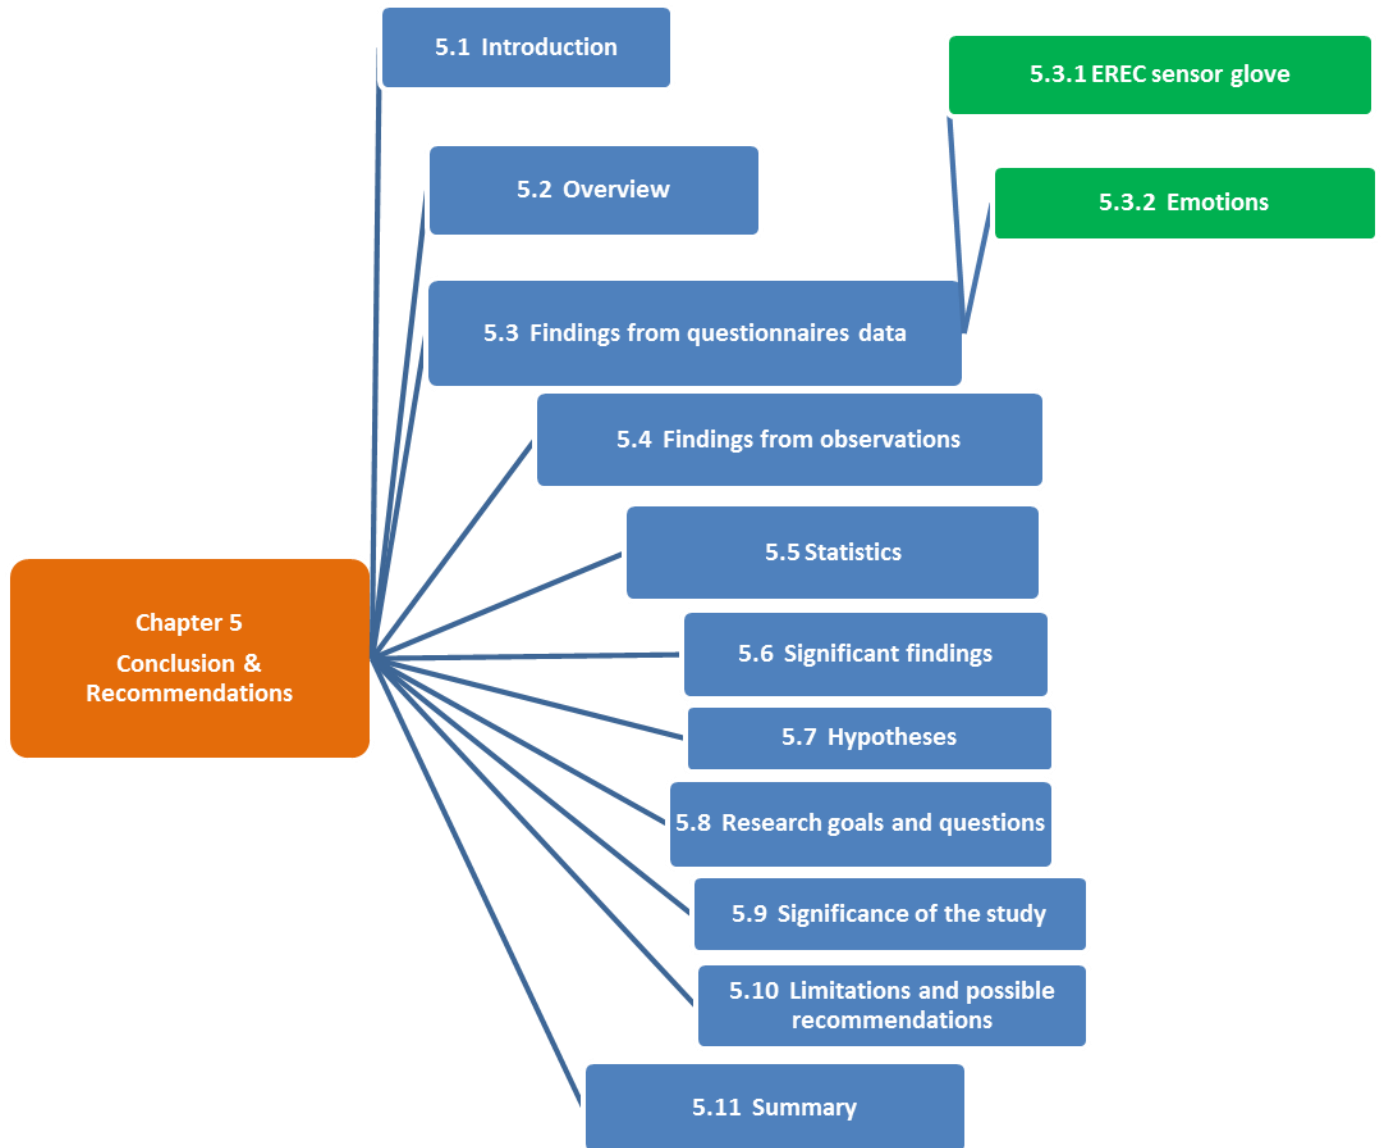 5.1 Introduction
5.3.1 EREC sensor glove
5.2 Overview
5.3.2 Emotions
5.3 Findings from questionnaires data
5.4 Findings from observations
5.5 Statistics
Chapter 5
Conclusion &
Recommendations
5.6 Significant findings
5.7 Hypotheses
5.8 Research goals and questions
5.9 Significance of the study
5.10 Limitations and possible
recommendations
5.11 Summary